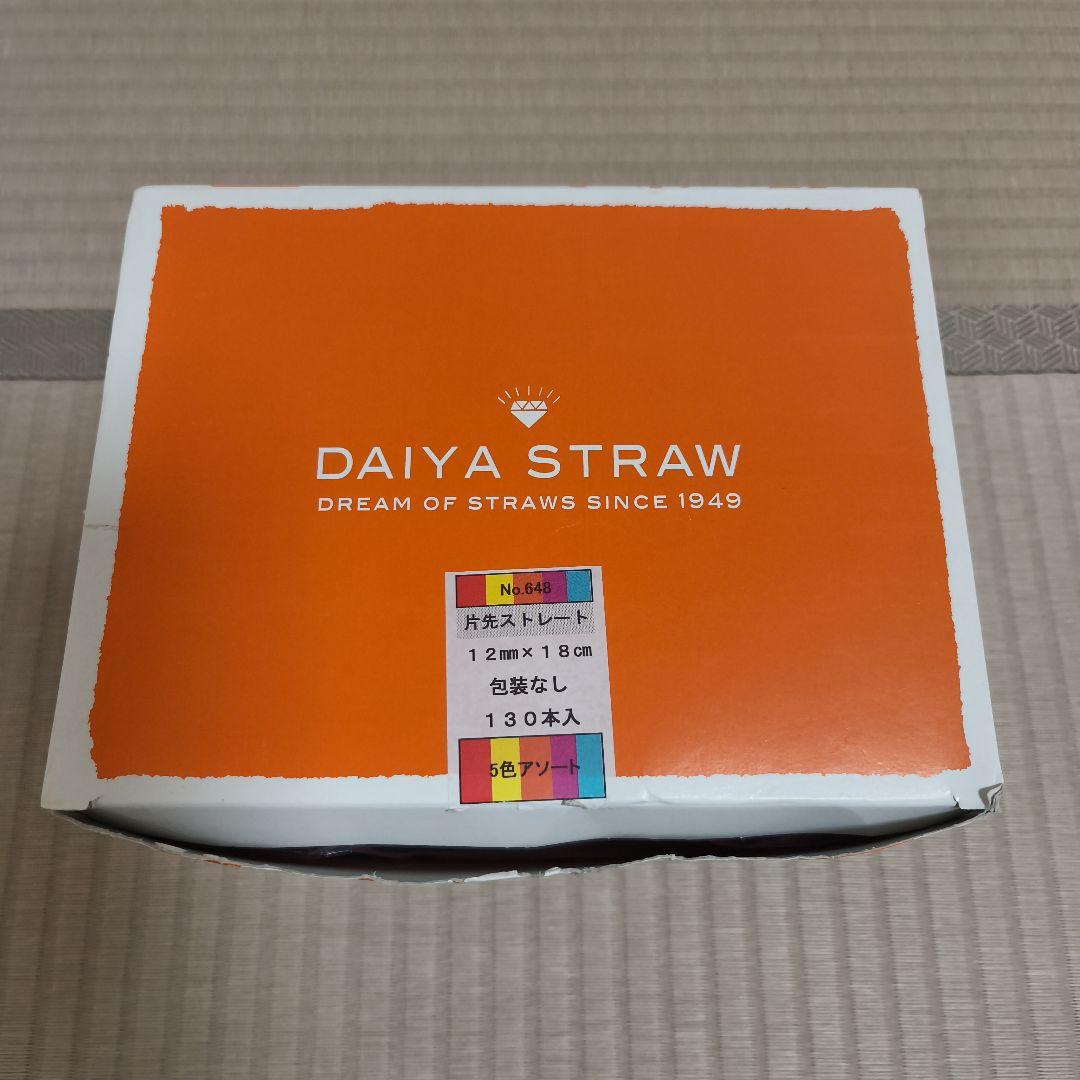 DAIYA STRAW
DREAM OF STRAWS SINCE 1949
No.648
片先ストレート
12㎜×18㎝
包装なし
130本入
5色アソート